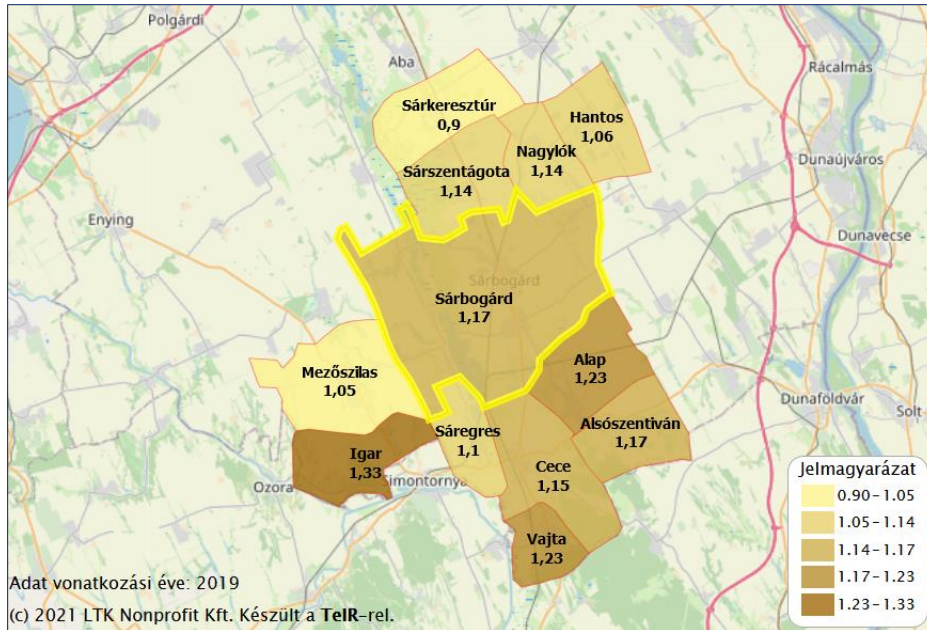 Polgárdi
Aba
Rácalmás
Sárkeresztúr
0,9
Hantos
1,06
Nagylók
1,14
Sárszentágota
1,14
Dunaújváros
Enying
Dunavecse
Sárbogárd
Sárbogárd
1,17
Mezőszilas
1,05
Alap
1,23
Dunaföldvár
Solt
Sáregres
1,1
Alsószentiván
1,17
Igar
1,33
Ozora
Simontornya
Cece
1,15
Vajta
1,23
Jelmagyarázat
0.90-1.05
1.05-1.14
1.14-1.17
1.17-1.23
1.23-1.33
Adat vonatkozási éve: 2019
(c) 2021 LTK Nonprofit Kft. Készült a TeIR-rel.